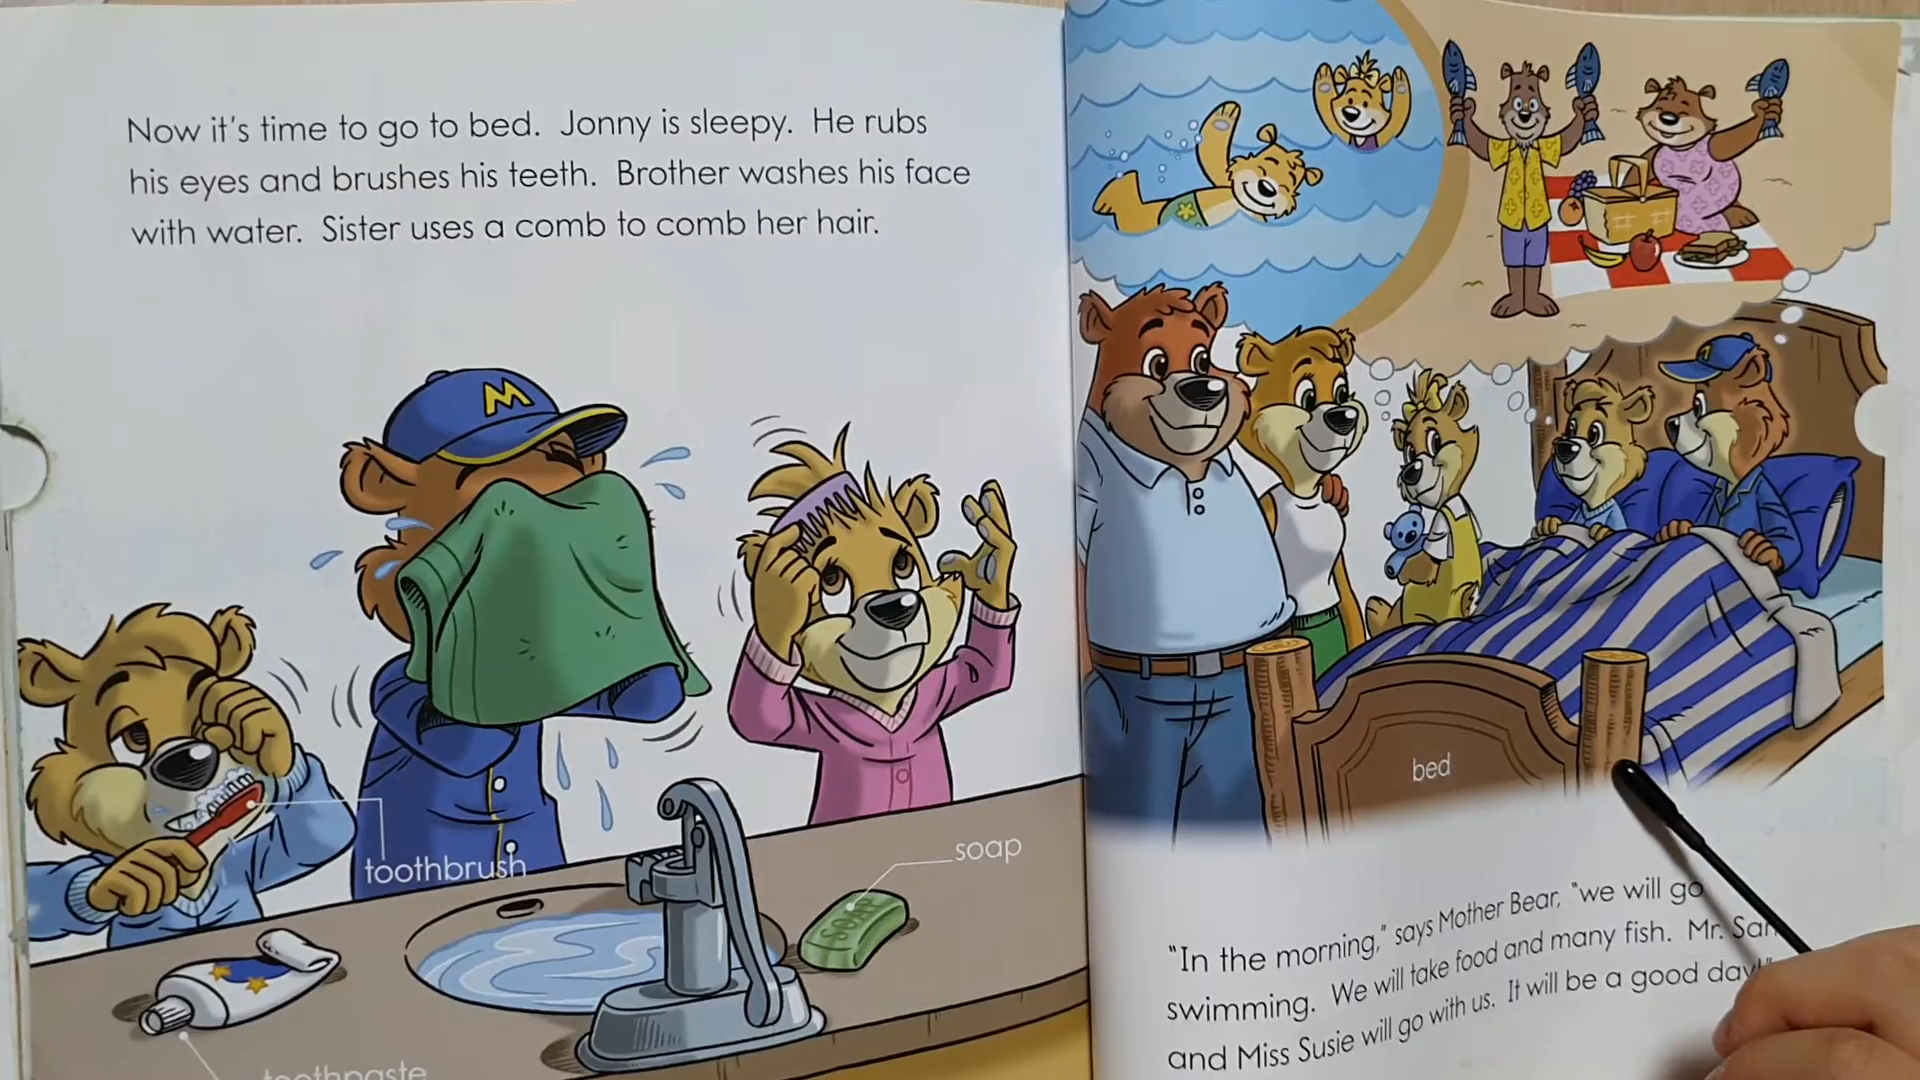 Now it's time to go to bed. Jonny is sleepy. He rubs
his eyes and brushes his teeth. Brother washes his face
with water. Sister uses a comb to comb her hair.
M
toothbrush
soap
SOAP
toothpaste
bed
"In the morning," says Mother Bear, "we will go
swimming. We will take food and many fish. Mr.
and Miss Susie will go with us. It will be a good day!"